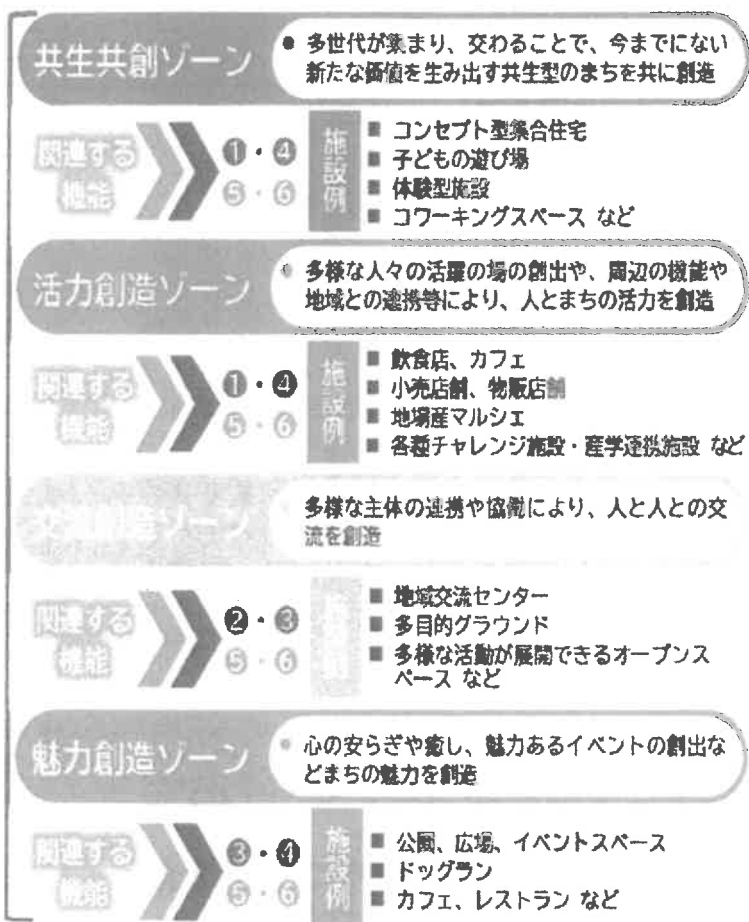 共生共創ゾーン
● 多世代が集まり、交わることで、今までにない
新たな価値を生み出す共生型のまちを共に創造
関連する
機能
❶・❹
⑤・⑥
施設例
■ コンセプト型集合住宅
■ 子どもの遊び場
■ 体験型施設
■ コワーキングスペース など
活力創造ゾーン
● 多様な人々の活躍の場の創出や、周辺の機能や
地域との連携等により、人とまちの活力を創造
関連する
機能
❶・❹
⑤・⑥
施設例
■ 飲食店、カフェ
■ 小売店舗、物販店舗
■ 地場産マルシェ
■ 各種チャレンジ施設・産学連携施設 など
創造ゾーン
多様な主体の連携や協働により、人と人との交
流を創造
関連する
機能
❷・❸
⑤・⑥
■ 地域交流センター
■ 多目的グラウンド
■ 多様な活動が展開できるオープンス
ペース など
魅力創造ゾーン
● 心の安らぎや癒し、魅力あるイベントの創出な
どまちの魅力を創造
関連する
機能
❸・❹
⑤・⑥
施設例
■ 公園、広場、イベントスペース
■ ドッグラン
■ カフェ、レストラン など